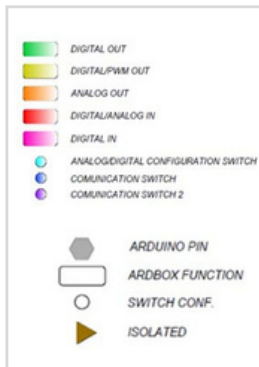 DIGITAL OUT
DIGITAL/PWM OUT
ANALOG OUT
DIGITAL/ANALOG IN
DIGITAL IN
ANALOG/DIGITAL CONFIGURATION SWITCH
COMUNICATION SWITCH
COMUNICATION SWITCH 2
ARDUINO PIN
ARDBOX FUNCTION
SWITCH CONF.
ISOLATED